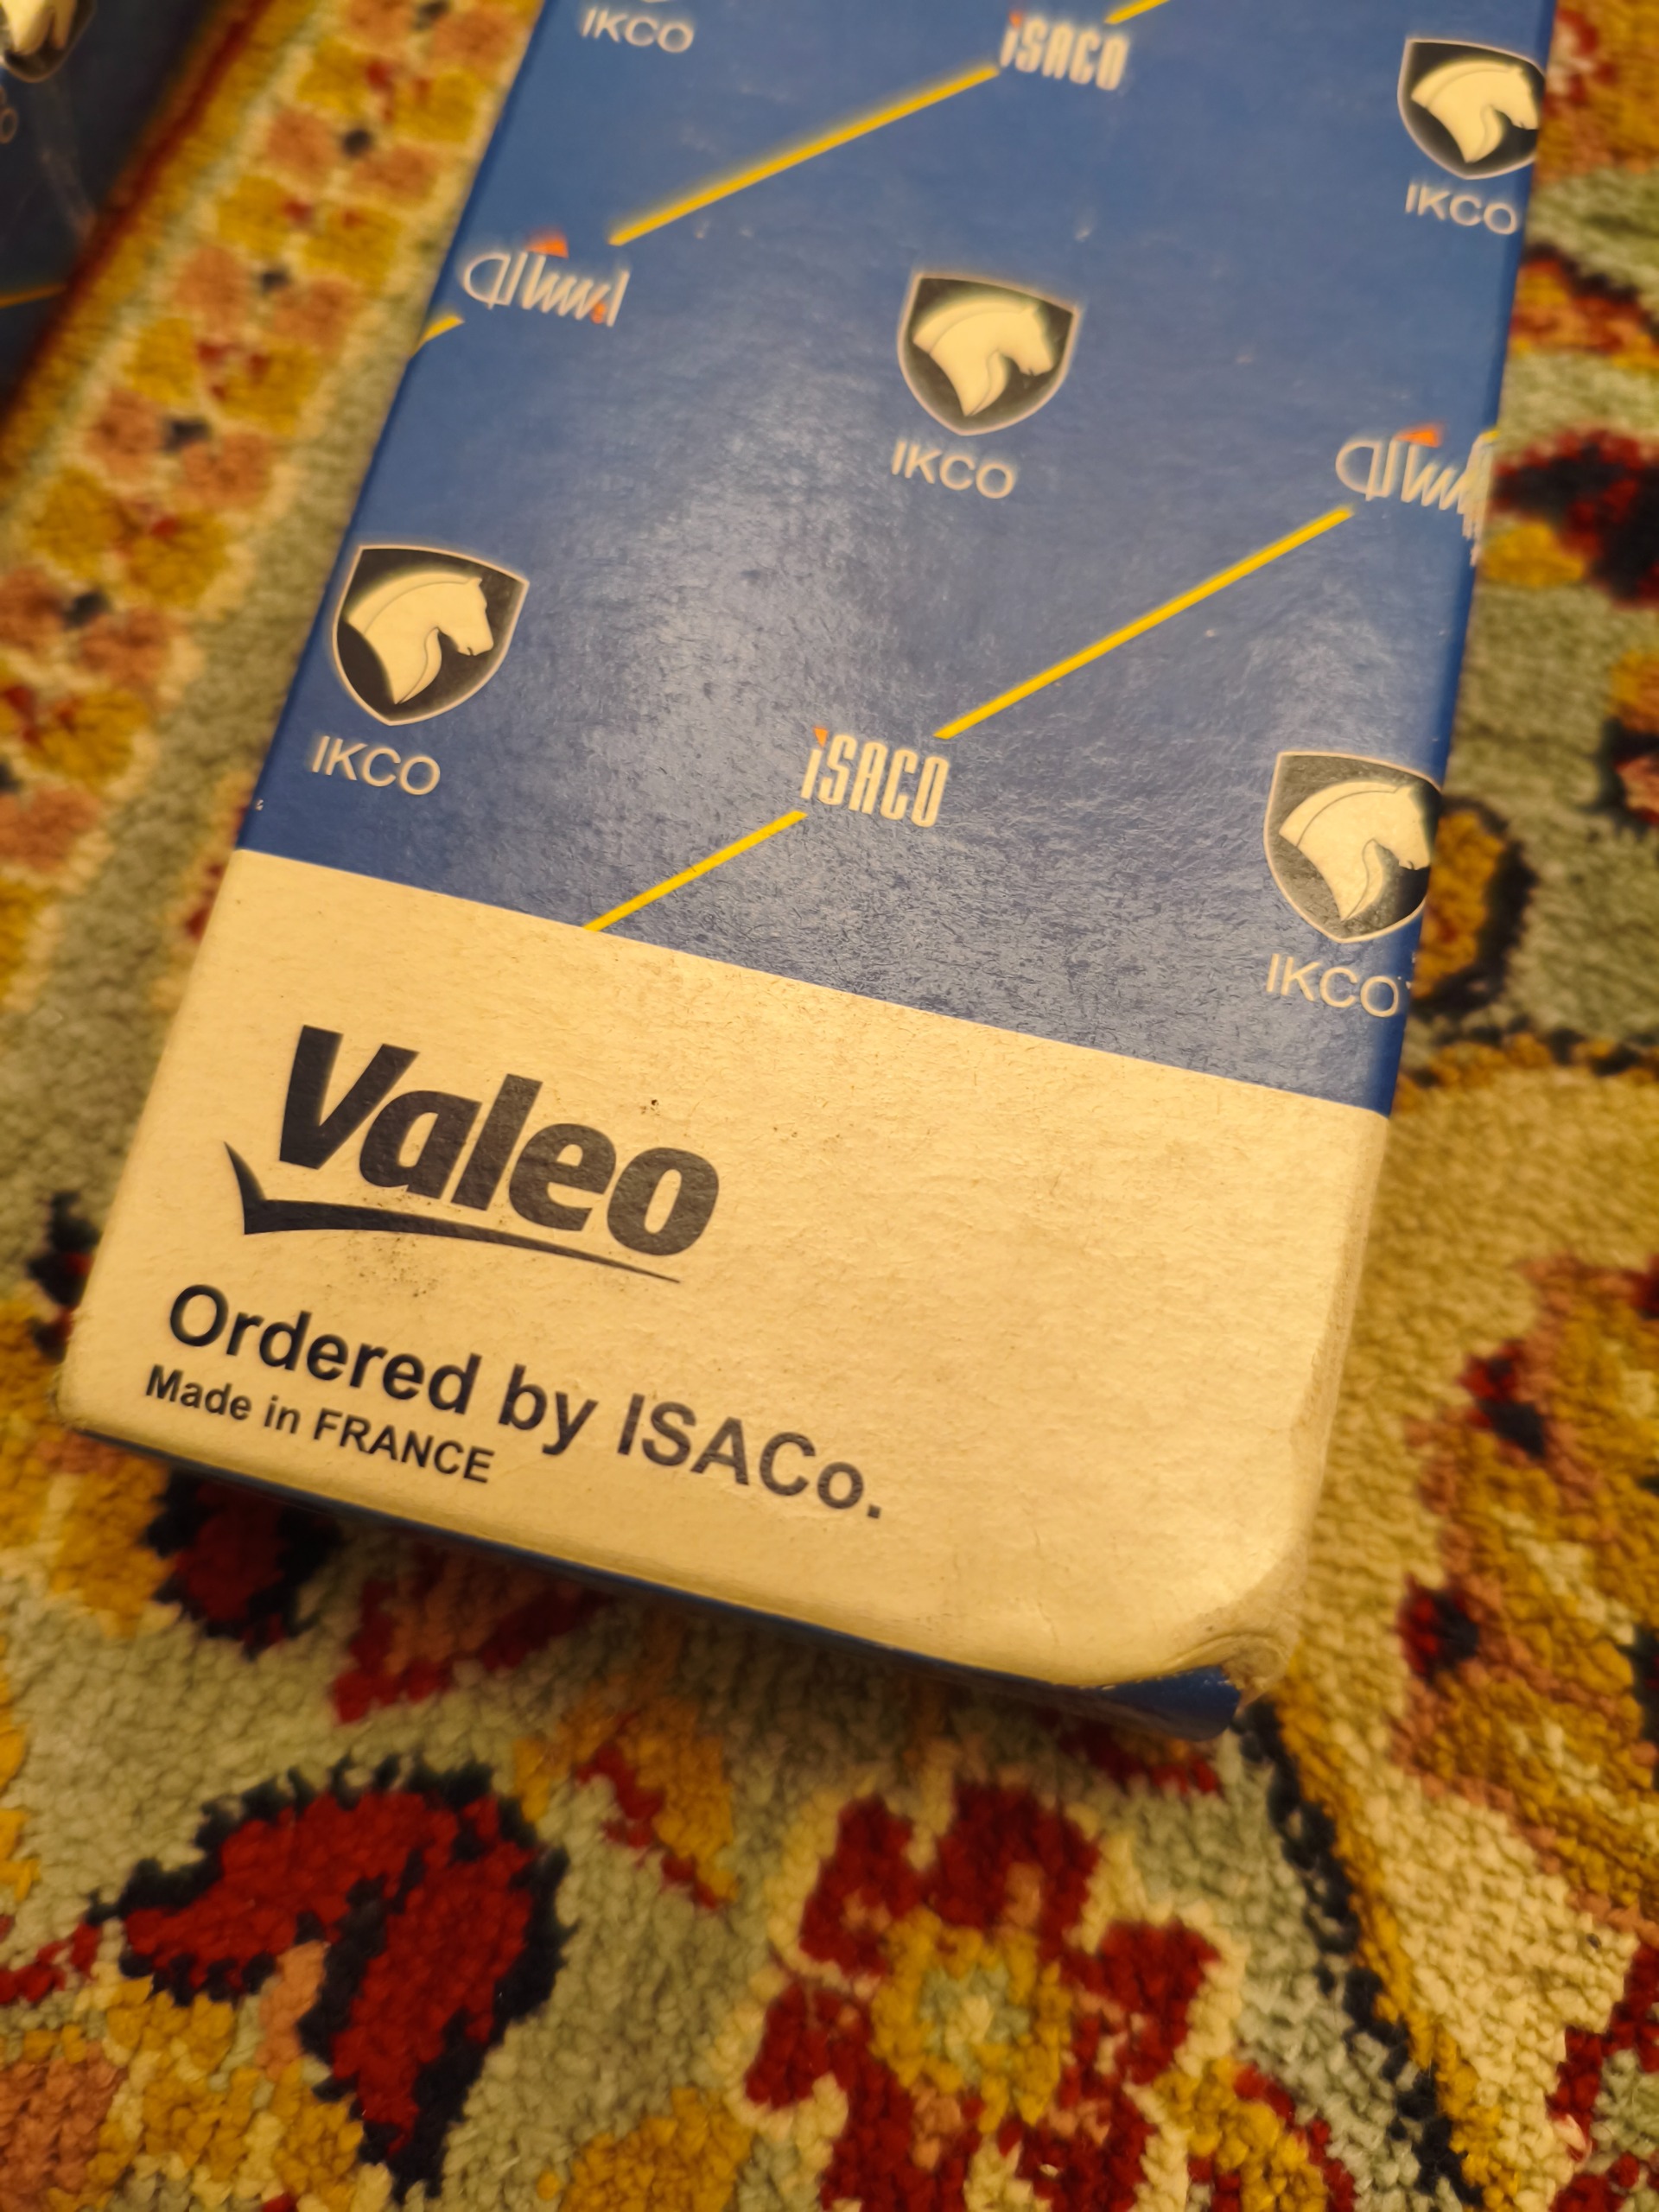 IKCO
iSACO
IKCO
ایساکو
IKCO
ایساکو
IKCO
iSACO
IKCO
Valeo
Ordered by ISACo.
Made in FRANCE